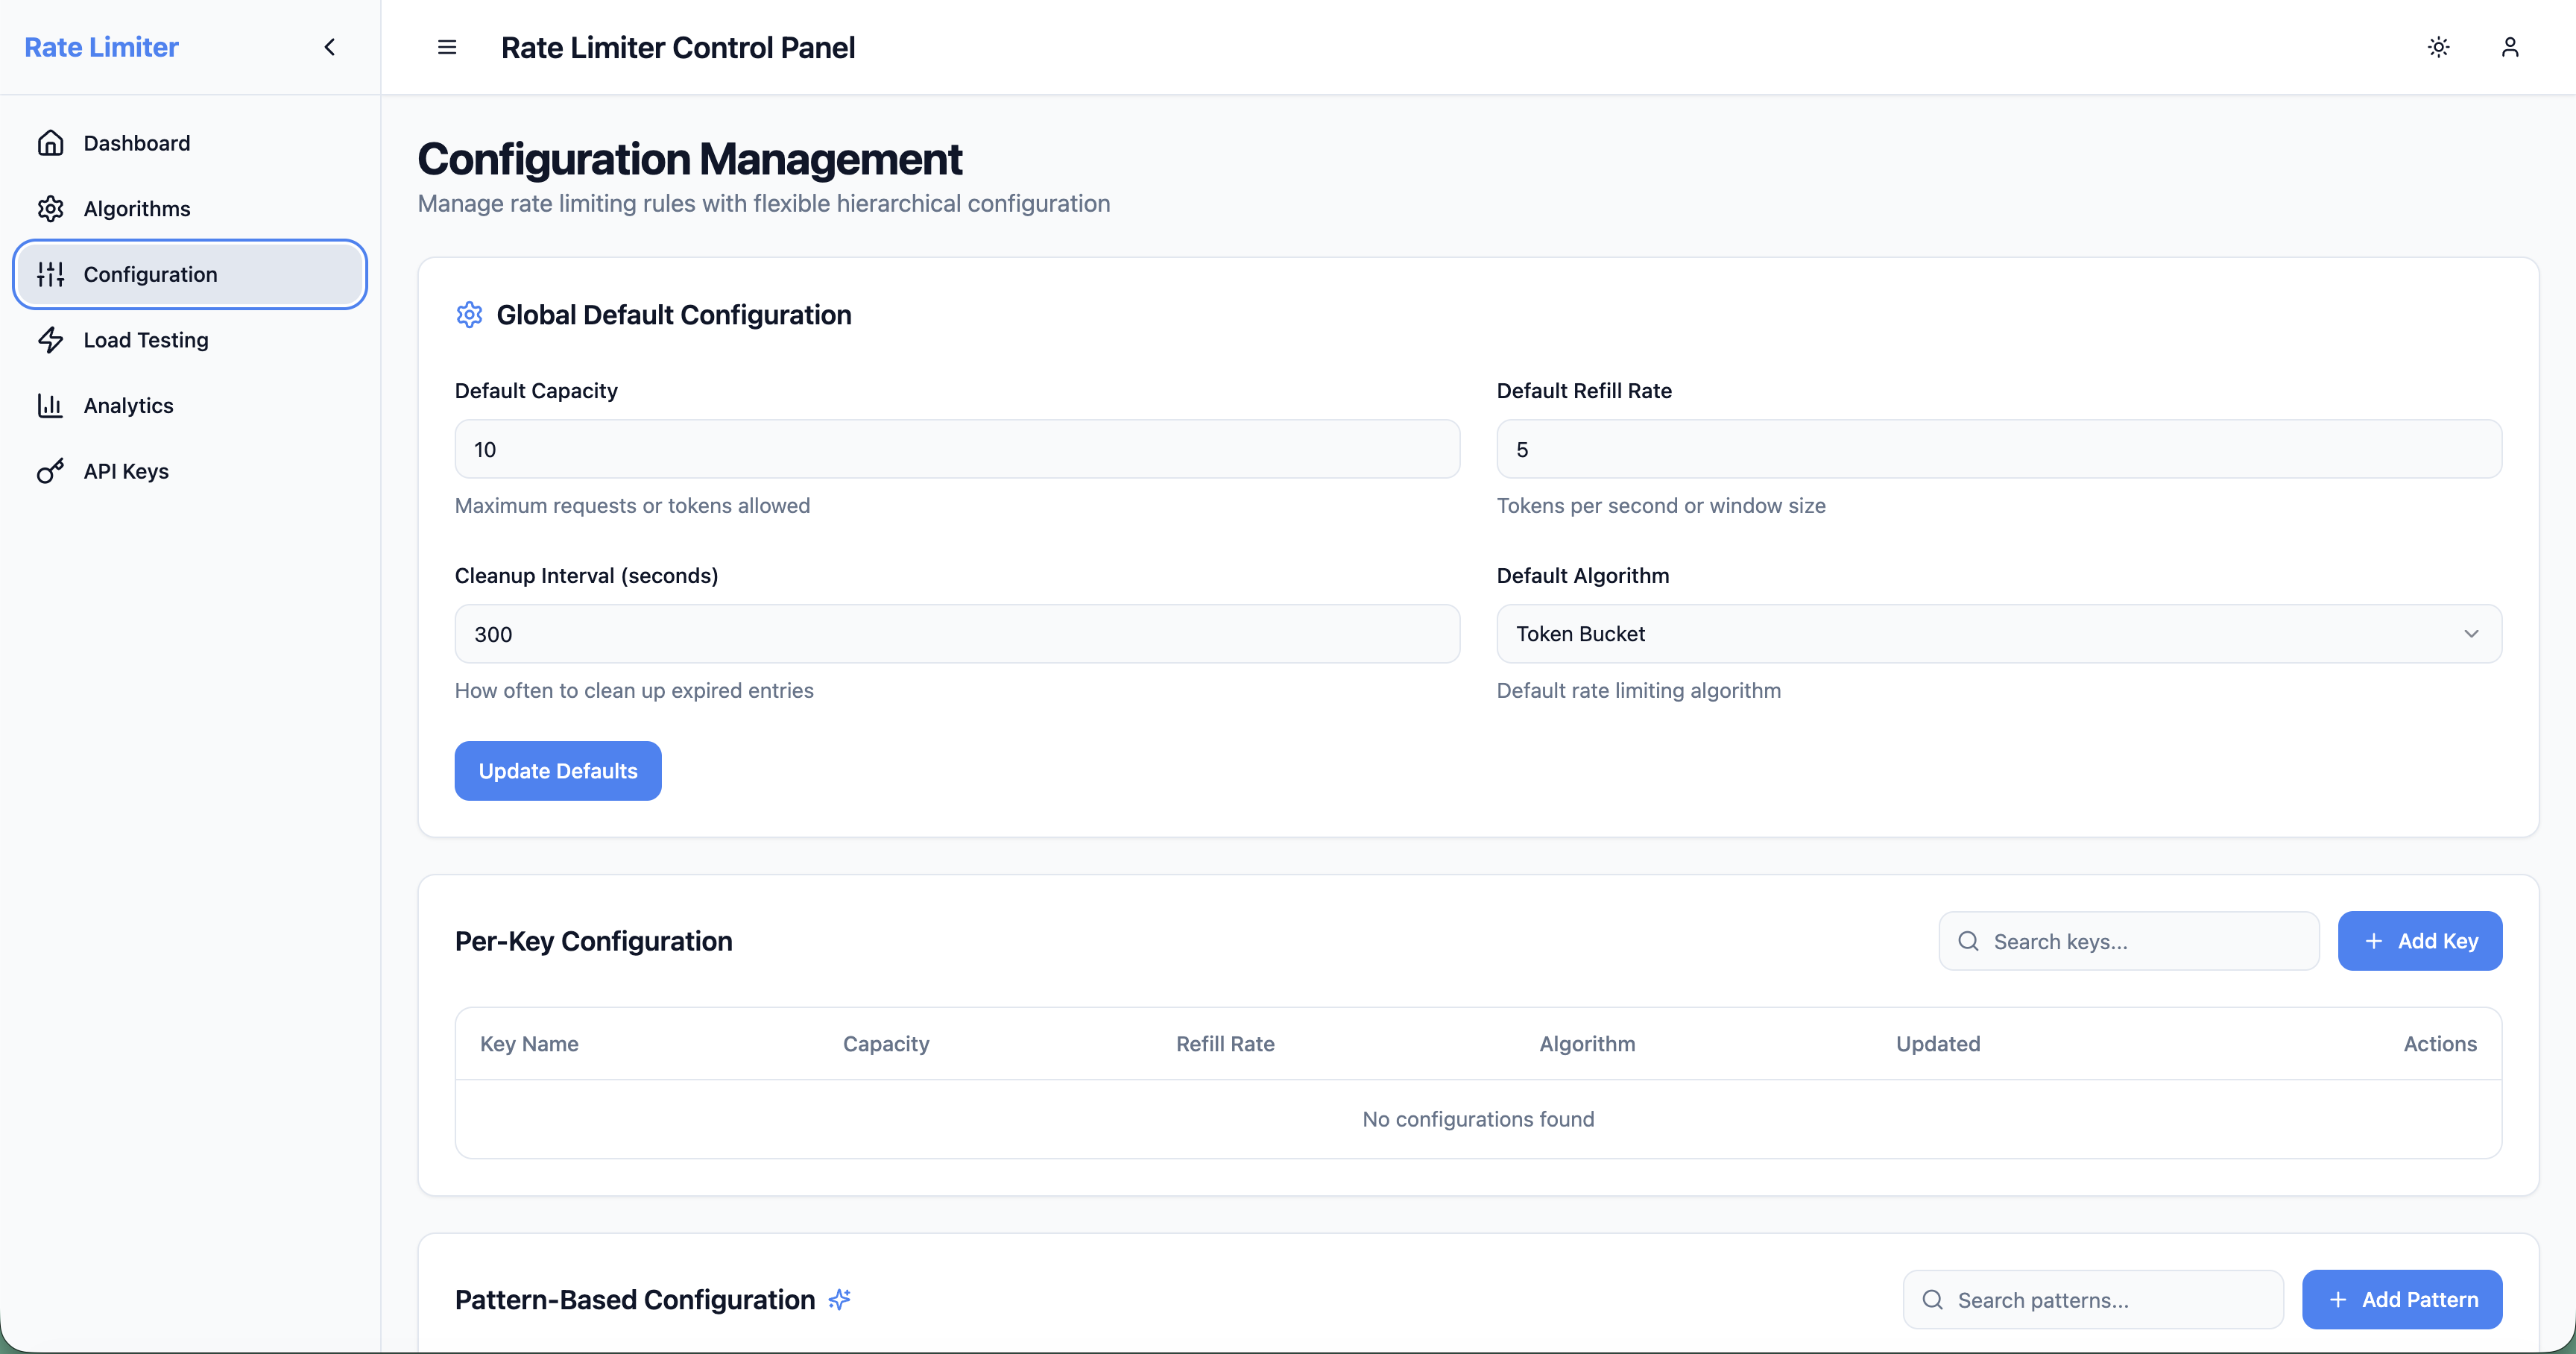 Rate Limiter
Rate Limiter Control Panel
Dashboard
Algorithms
Configuration
Load Testing
Analytics
API Keys
Configuration Management
Manage rate limiting rules with flexible hierarchical configuration
Global Default Configuration
Default Capacity
10
Maximum requests or tokens allowed
Default Refill Rate
5
Tokens per second or window size
Cleanup Interval (seconds)
300
How often to clean up expired entries
Default Algorithm
Token Bucket
Default rate limiting algorithm
Update Defaults
Per-Key Configuration
Search keys...
Add Key
Key Name Capacity Refill Rate Algorithm Updated Actions
No configurations found
Pattern-Based Configuration
Search patterns...
Add Pattern